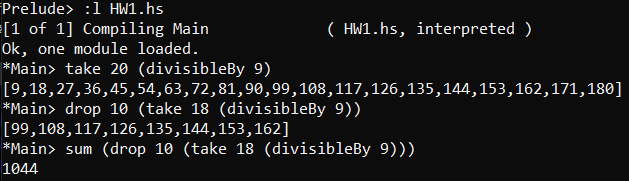 Prelude> :l HW1.hs
[1 of 1] Compiling Main             ( HW1.hs, interpreted )
Ok, one module loaded.
*Main> take 20 (divisibleBy 9)
[9,18,27,36,45,54,63,72,81,90,99,108,117,126,135,144,153,162,171,180]
*Main> drop 10 (take 18 (divisibleBy 9))
[99,108,117,126,135,144,153,162]
*Main> sum (drop 10 (take 18 (divisibleBy 9)))
1044